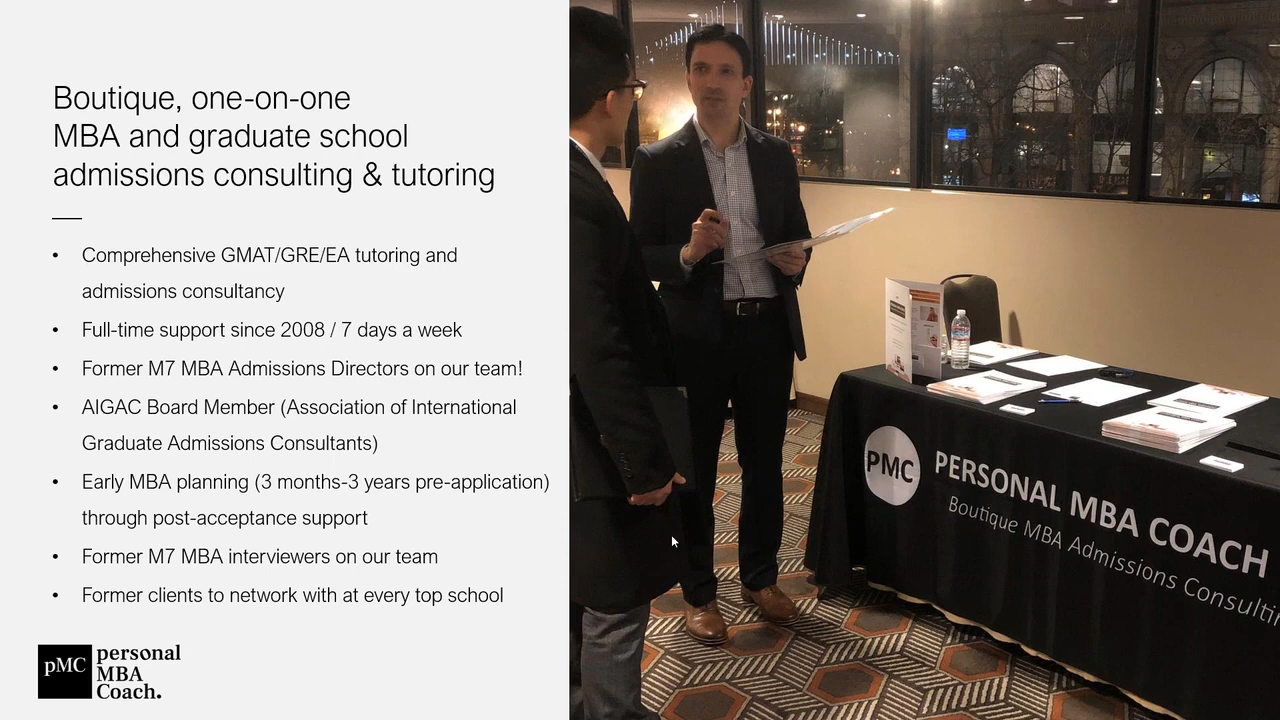 Boutique, one-on-one
MBA and graduate school
admissions consulting & tutoring
• Comprehensive GMAT/GRE/EA tutoring and
admissions consultancy
• Full-time support since 2008 / 7 days a week
• Former M7 MBA Admissions Directors on our team!
• AIGAC Board Member (Association of International
Graduate Admissions Consultants)
• Early MBA planning (3 months-3 years pre-application)
through post-acceptance support
• Former M7 MBA interviewers on our team
• Former clients to network with at every top school
pMC
personal
MBA
Coach.
PMC
PERSONAL MBA COACH
Boutique MBA Admissions Consultin